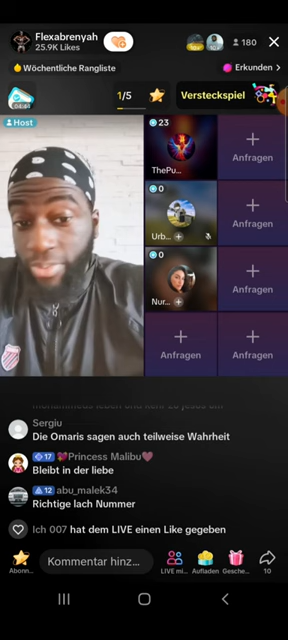 Flexabrenyah
25.9K Likes
180
Wöchentliche Rangliste
Erkunden >
04:44
1/5
Versteckspiel
Host
23
ThePu...
Anfragen
0
Urb...
Anfragen
0
Nur...
Anfragen
Anfragen
Anfragen
Sergiu
Die Omaris sagen auch teilweise Wahrheit
17 💖Princess Malibu💖
Bleibt in der liebe
12 abu_malek34
Richtige lach Nummer
Ich 007 hat dem LIVE einen Like gegeben
Kommentar hinz...
Abonn...
LIVE mi...
Aufladen
Gesche...
10